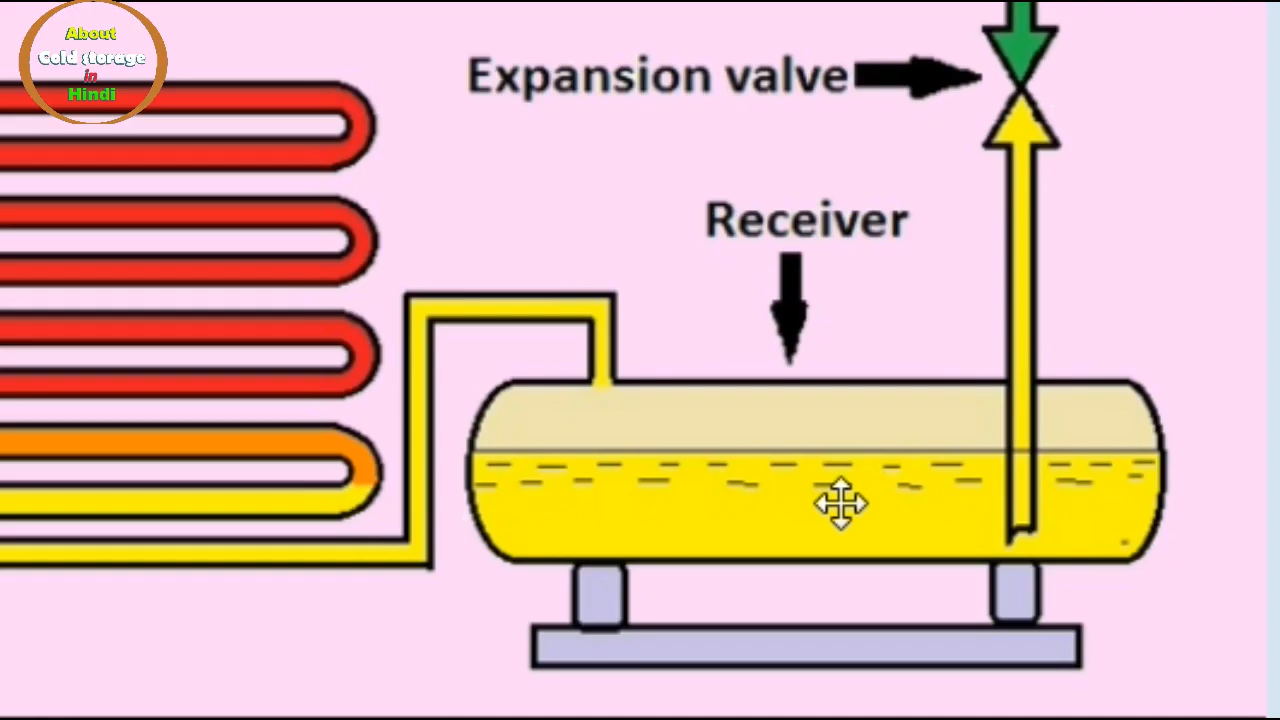 About
Cold storage
in
Hindi
Expansion valve
Receiver